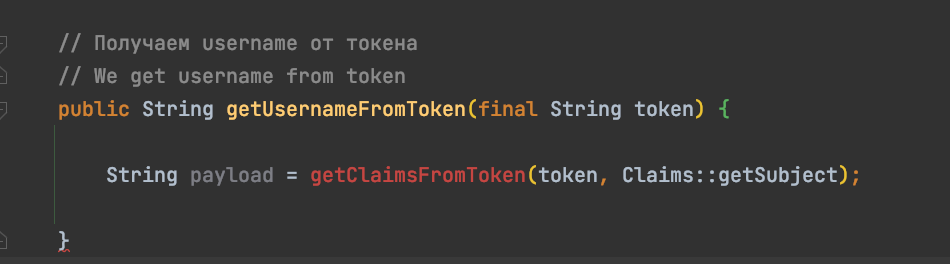 // Получаем username от токена
// We get username from token
public String getUsernameFromToken(final String token) {
String payload = getClaimsFromToken(token, Claims::getSubject);
}